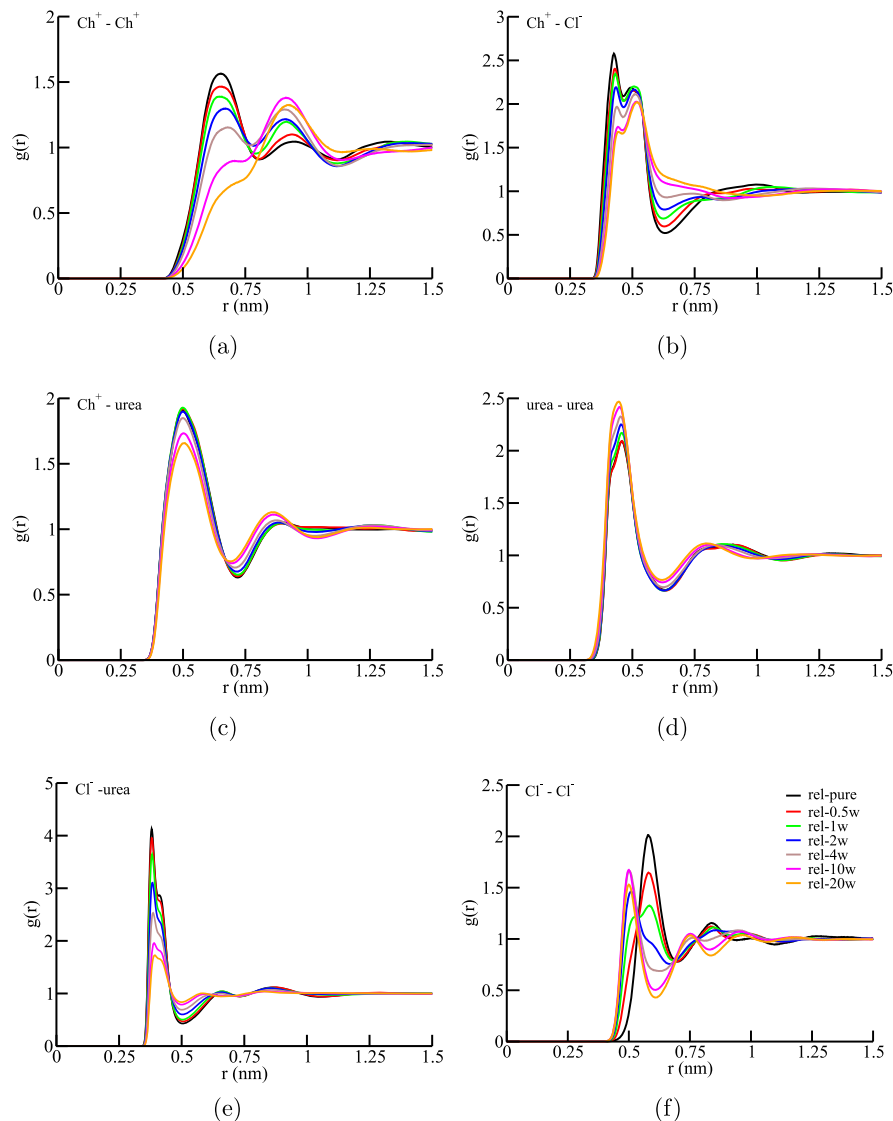 Ch⁺ - Ch⁺
g(r)
2
1.5
1
0.5
0
0 0.25 0.5 0.75 1 1.25 1.5
r (nm)
(a)
Ch⁺ - Cl⁻
g(r)
3
2.5
2
1.5
1
0.5
0
0 0.25 0.5 0.75 1 1.25 1.5
r (nm)
(b)
Ch⁺ - urea
g(r)
2
1.5
1
0.5
0
0 0.25 0.5 0.75 1 1.25 1.5
r (nm)
(c)
urea - urea
g(r)
2.5
2
1.5
1
0.5
0
0 0.25 0.5 0.75 1 1.25 1.5
r (nm)
(d)
Cl⁻ -urea
g(r)
5
4
3
2
1
0
0 0.25 0.5 0.75 1 1.25 1.5
r (nm)
(e)
Cl⁻ - Cl⁻
rel-pure
rel-0.5w
rel-1w
rel-2w
rel-4w
rel-10w
rel-20w
g(r)
2.5
2
1.5
1
0.5
0
0 0.25 0.5 0.75 1 1.25 1.5
r (nm)
(f)